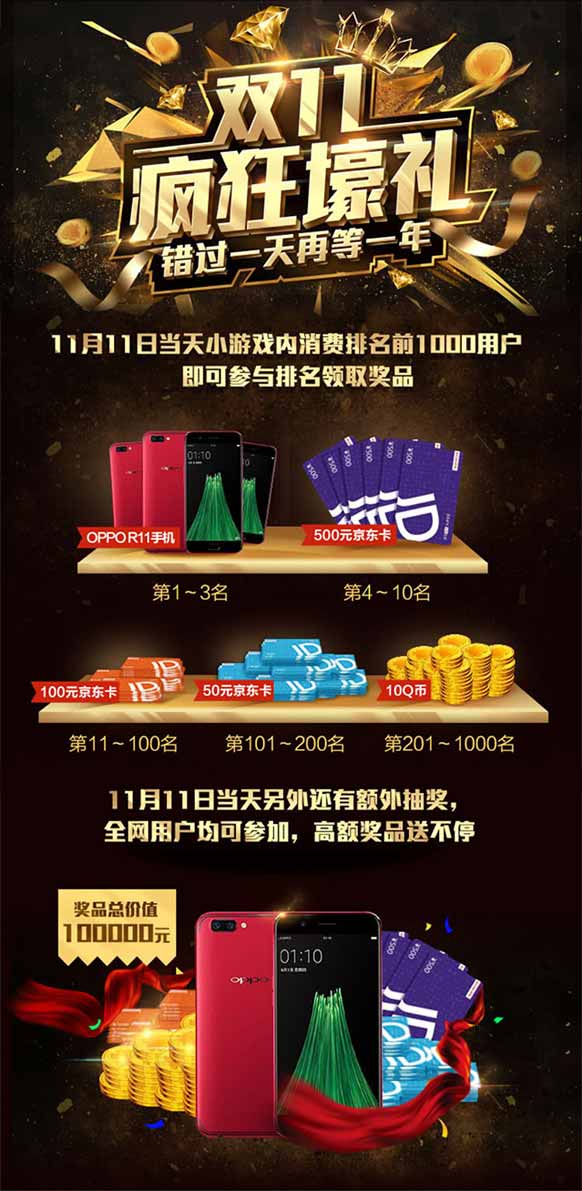 双11
疯狂壕礼
错过一天再等一年
11月11日当天小游戏内消费排名前1000用户
即可参与排名领取奖品
01:10
OPPO R11手机
500元京东卡
第1~3名
第4~10名
100元京东卡
50元京东卡
10Q币
第11~100名
第101~200名
第201~1000名
11月11日当天另外还有额外抽奖，
全网用户均可参加，高额奖品送不停
奖品总价值
100000元
oppo
01:10